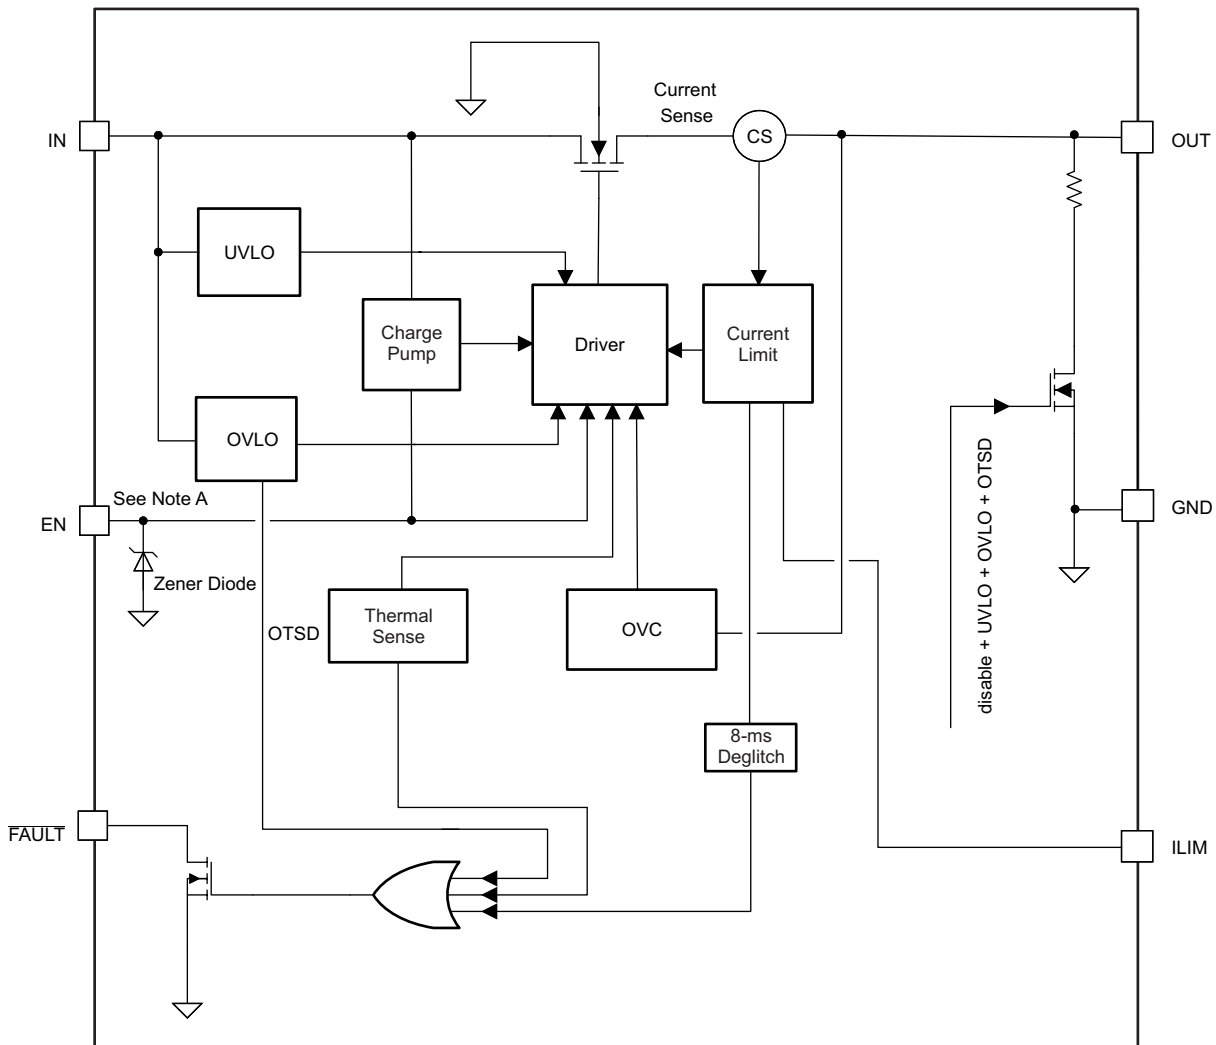 Current
Sense
IN
CS
OUT
UVLO
Charge
Pump
Driver
Current
Limit
OVLO
See Note A
EN
GND
Zener Diode
disable + UVLO + OVLO + OTSD
OTSD
Thermal
Sense
OVC
8-ms
Deglitch
FAULT
ILIM